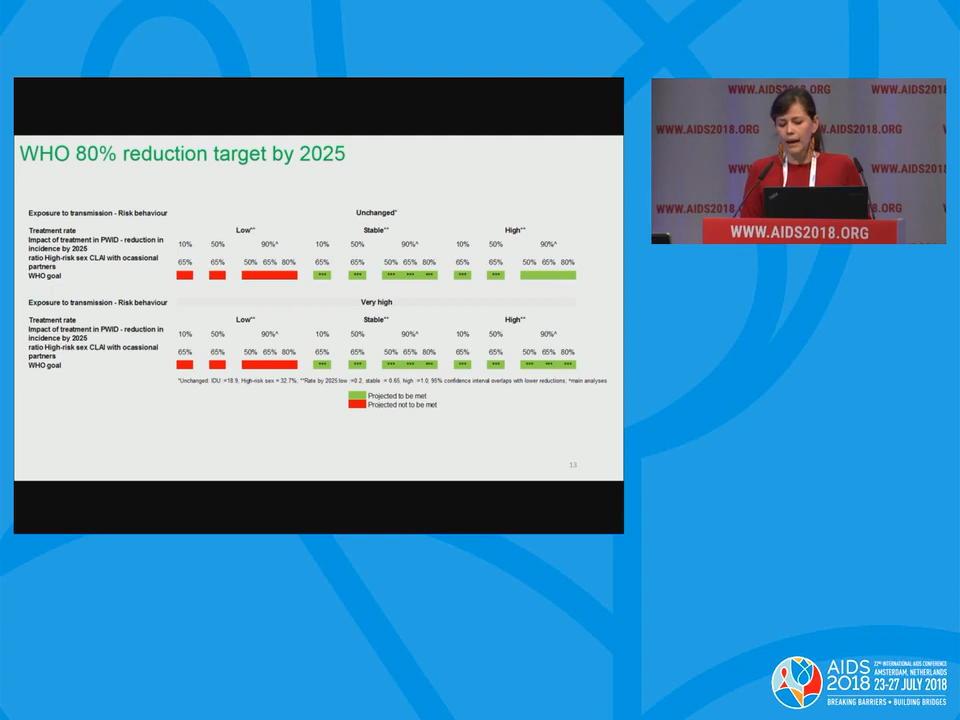 WHO 80% reduction target by 2025
Exposure to transmission - Risk behaviour Unchanged*
Treatment rate Low** Stable** High**
Impact of treatment in PWID - reduction in incidence by 2025 10% 50% 90%^ 10% 50% 90%^ 10% 50% 90%^
ratio High-risk sex CLAI with ocassional partners 65% 65% 50% 65% 80% 65% 65% 50% 65% 80% 65% 65% 50% 65% 80%
WHO goal *** *** *** *** *** *** ***
Exposure to transmission - Risk behaviour Very high
Treatment rate Low** Stable** High**
Impact of treatment in PWID - reduction in incidence by 2025 10% 50% 90%^ 10% 50% 90%^ 10% 50% 90%^
ratio High-risk sex CLAI with ocassional partners 65% 65% 50% 65% 80% 65% 65% 50% 65% 80% 65% 65% 50% 65% 80%
WHO goal *** *** *** *** *** *** *** *** *** ***
Projected to be met
Projected not to be met
13
WWW.AIDS2018.ORG WWW.AIDS2018
WWW.AIDS2018.ORG WWW.AIDS2018.ORG
WWW.AIDS2018.ORG
AIDS 2018
22ND INTERNATIONAL AIDS CONFERENCE
AMSTERDAM, NETHERLANDS
23-27 JULY 2018
BREAKING BARRIERS • BUILDING BRIDGES